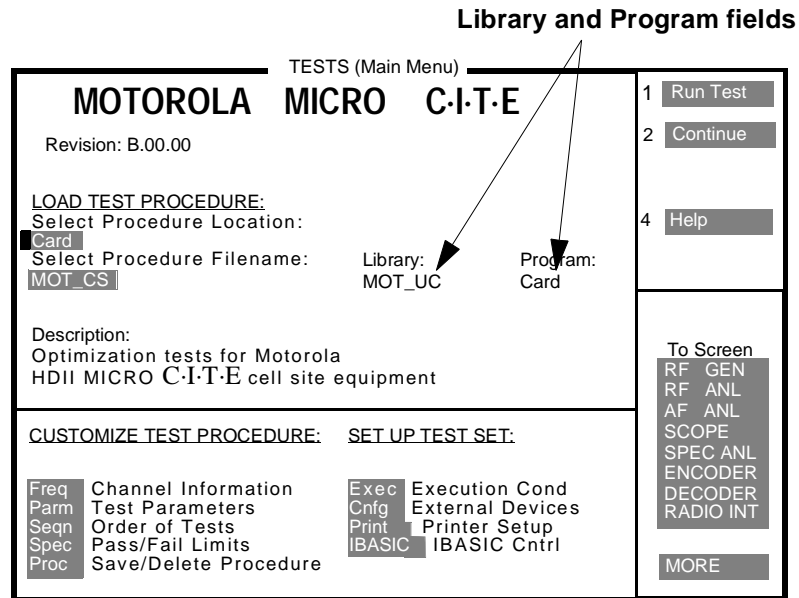 Library and Program fields
TESTS (Main Menu)
MOTOROLA MICRO C·I·T·E
Revision: B.00.00
LOAD TEST PROCEDURE:
Select Procedure Location:
Card
Select Procedure Filename:
MOT_CS
Library:
MOT_UC
Program:
Card
Description:
Optimization tests for Motorola
HDII MICRO C·I·T·E cell site equipment
CUSTOMIZE TEST PROCEDURE:
Freq Channel Information
Parm Test Parameters
Seqn Order of Tests
Spec Pass/Fail Limits
Proc Save/Delete Procedure
SET UP TEST SET:
Exec Execution Cond
Cnfg External Devices
Print Printer Setup
IBASIC IBASIC Cntrl
1 Run Test
2 Continue
4 Help
To Screen
RF GEN
RF ANL
AF ANL
SCOPE
SPEC ANL
ENCODER
DECODER
RADIO INT
MORE